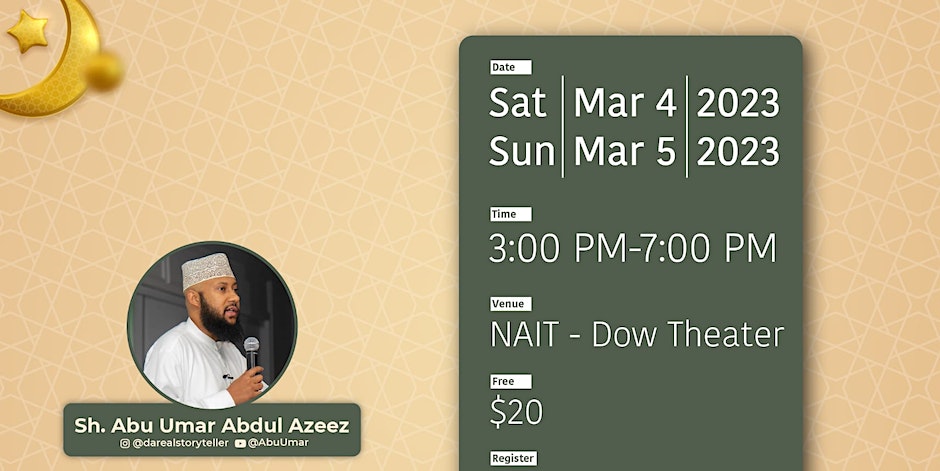 Date
Sat | Mar 4 | 2023
Sun | Mar 5 | 2023
Time
3:00 PM-7:00 PM
Venue
NAIT - Dow Theater
Free
$20
Register
Sh. Abu Umar Abdul Azeez
@darealstoryteller @AbuUmar